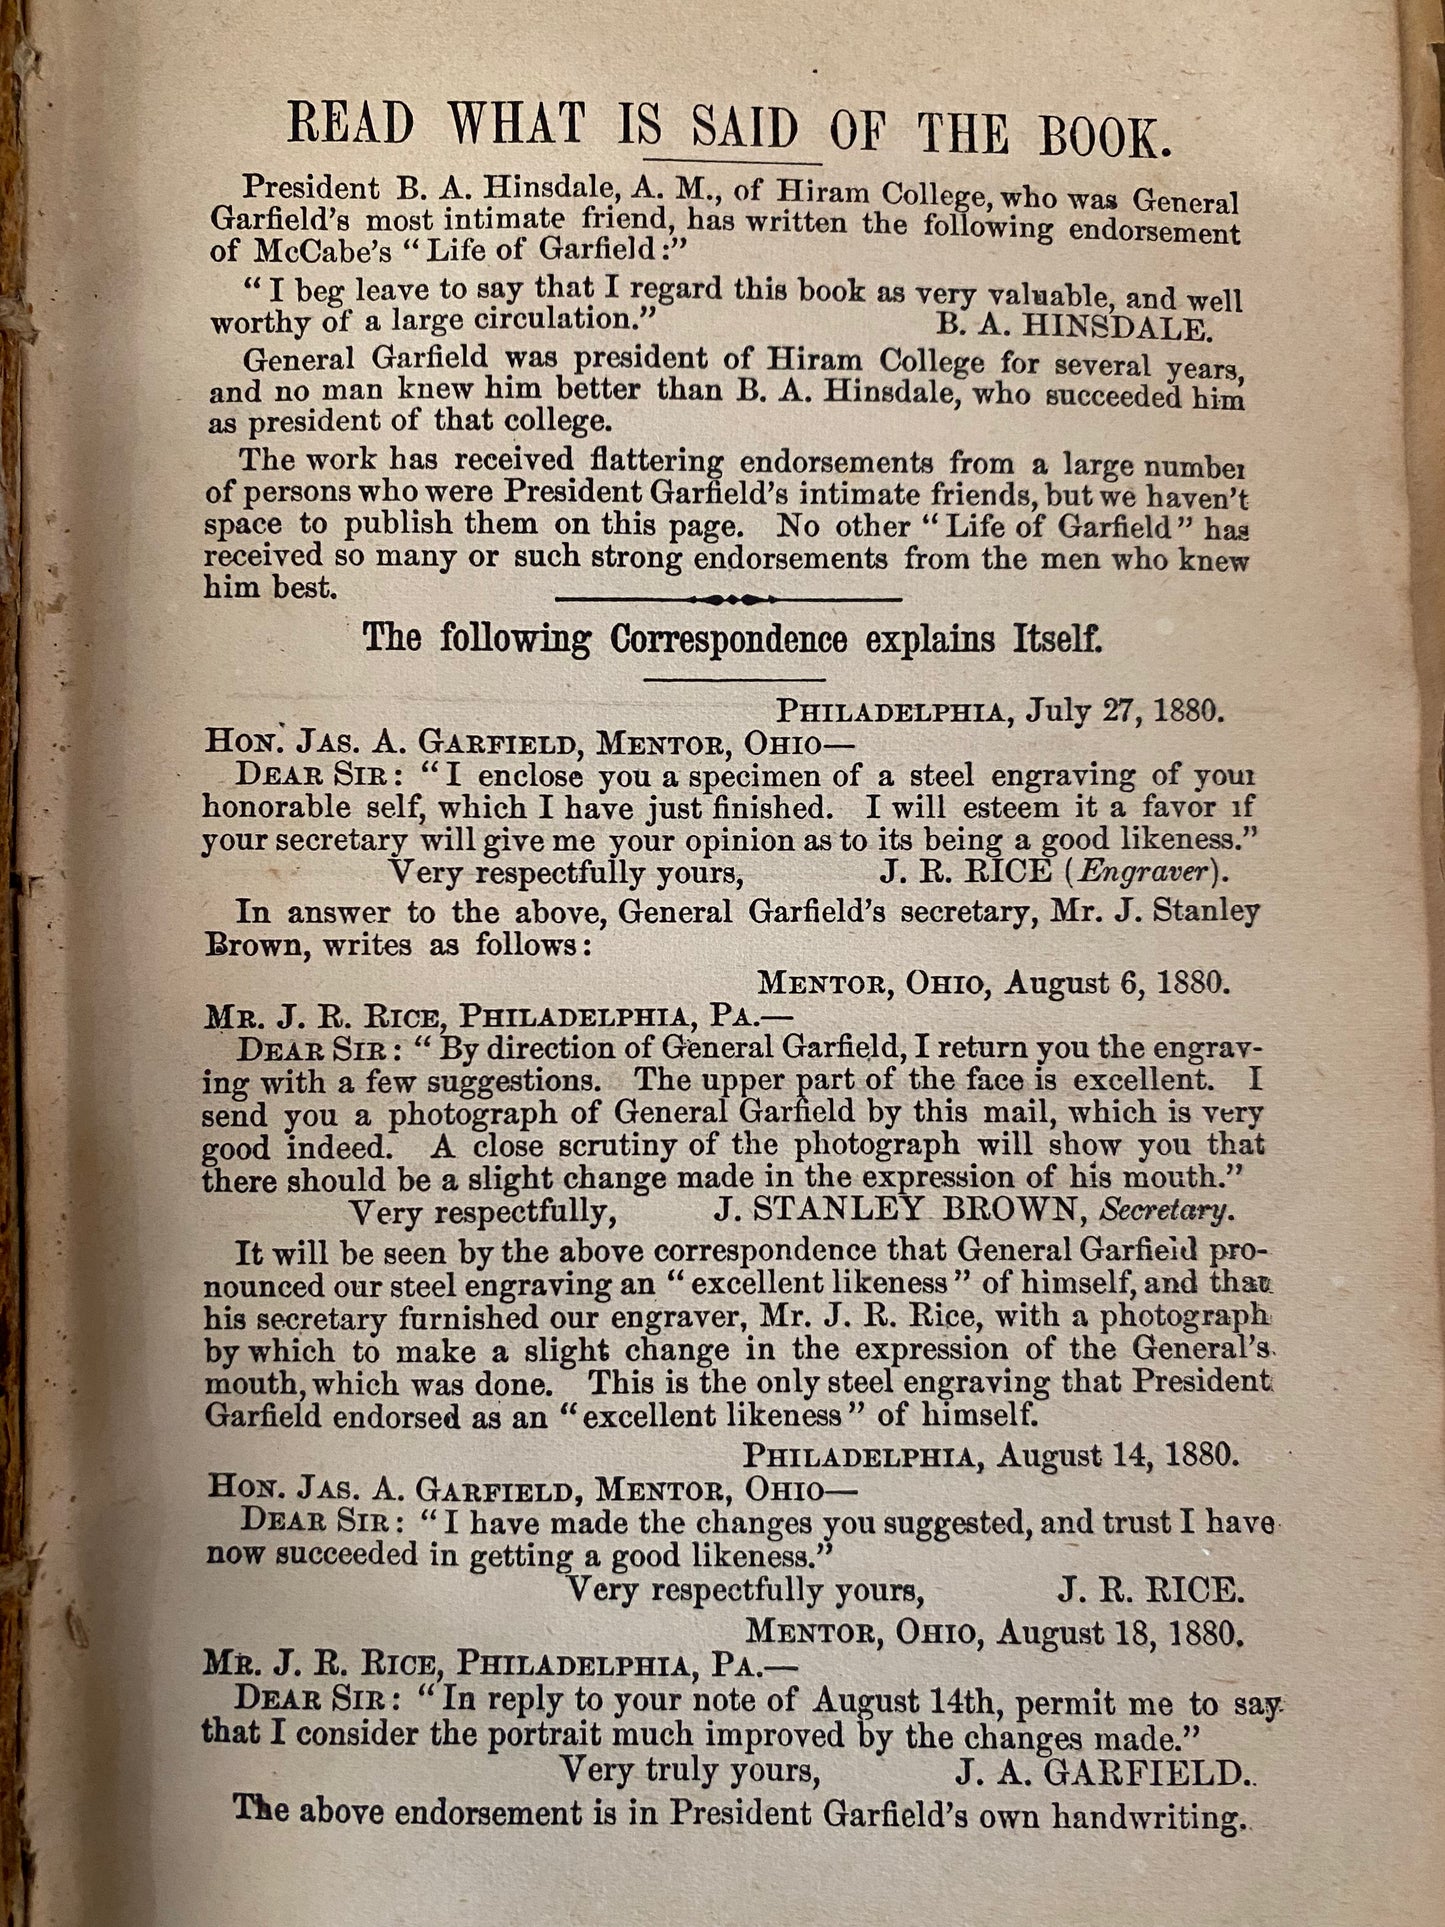 READ WHAT IS SAID OF THE BOOK.
President B. A. Hinsdale, A. M., of Hiram College, who was General
Garfield's most intimate friend, has written the following endorsement
of McCabe's "Life of Garfield:"
"I beg leave to say that I regard this book as very valuable, and well
worthy of a large circulation." B. A. HINSDALE.
General Garfield was president of Hiram College for several years,
and no man knew him better than B. A. Hinsdale, who succeeded him
as president of that college.
The work has received flattering endorsements from a large number
of persons who were President Garfield's intimate friends, but we haven't
space to publish them on this page. No other "Life of Garfield" has
received so many or such strong endorsements from the men who knew
him best.
The following Correspondence explains Itself.
PHILADELPHIA, July 27, 1880.
HON. JAS. A. GARFIELD, MENTOR, OHIO—
DEAR SIR: "I enclose you a specimen of a steel engraving of your
honorable self, which I have just finished. I will esteem it a favor if
your secretary will give me your opinion as to its being a good likeness."
Very respectfully yours, J. R. RICE (Engraver).
In answer to the above, General Garfield's secretary, Mr. J. Stanley
Brown, writes as follows:
MENTOR, OHIO, August 6, 1880.
MR. J. R. RICE, PHILADELPHIA, PA.—
DEAR SIR: "By direction of General Garfield, I return you the engrav-
ing with a few suggestions. The upper part of the face is excellent. I
send you a photograph of General Garfield by this mail, which is very
good indeed. A close scrutiny of the photograph will show you that
there should be a slight change made in the expression of his mouth."
Very respectfully, J. STANLEY BROWN, Secretary.
It will be seen by the above correspondence that General Garfield pro-
nounced our steel engraving an "excellent likeness" of himself, and that
his secretary furnished our engraver, Mr. J. R. Rice, with a photograph
by which to make a slight change in the expression of the General's
mouth, which was done. This is the only steel engraving that President
Garfield endorsed as an "excellent likeness" of himself.
PHILADELPHIA, August 14, 1880.
HON. JAS. A. GARFIELD, MENTOR, OHIO—
DEAR SIR: "I have made the changes you suggested, and trust I have
now succeeded in getting a good likeness."
Very respectfully yours, J. R. RICE.
MENTOR, OHIO, August 18, 1880.
MR. J. R. RICE, PHILADELPHIA, PA.—
DEAR SIR: "In reply to your note of August 14th, permit me to say
that I consider the portrait much improved by the changes made."
Very truly yours, J. A. GARFIELD.
The above endorsement is in President Garfield's own handwriting.